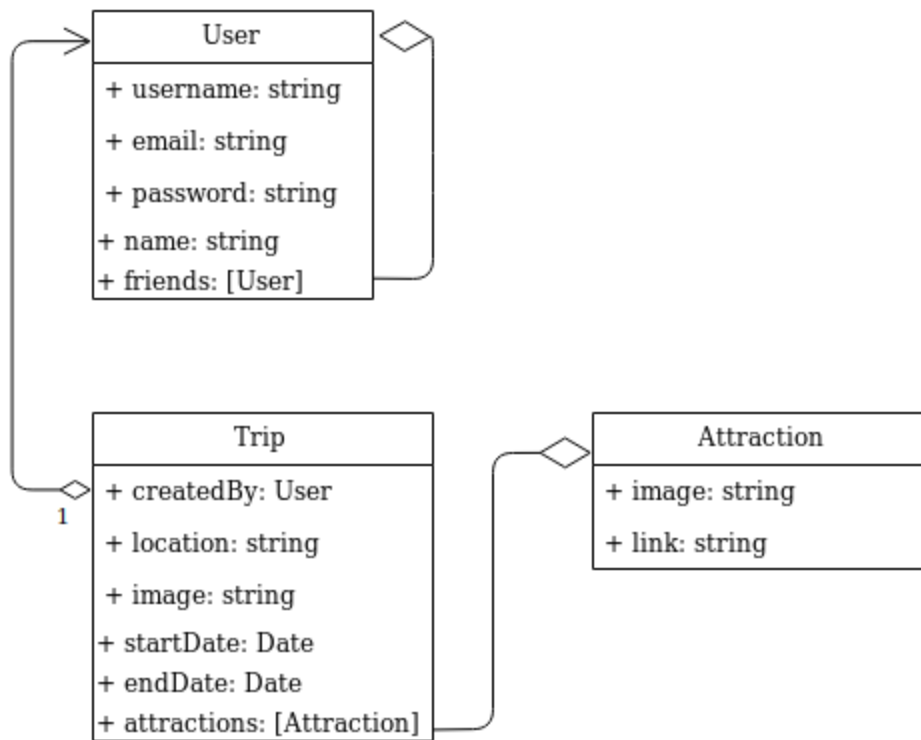 User
+ username: string
+ email: string
+ password: string
+ name: string
+ friends: [User]
Trip
+ createdBy: User
1
+ location: string
+ image: string
+ startDate: Date
+ endDate: Date
+ attractions: [Attraction]
Attraction
+ image: string
+ link: string